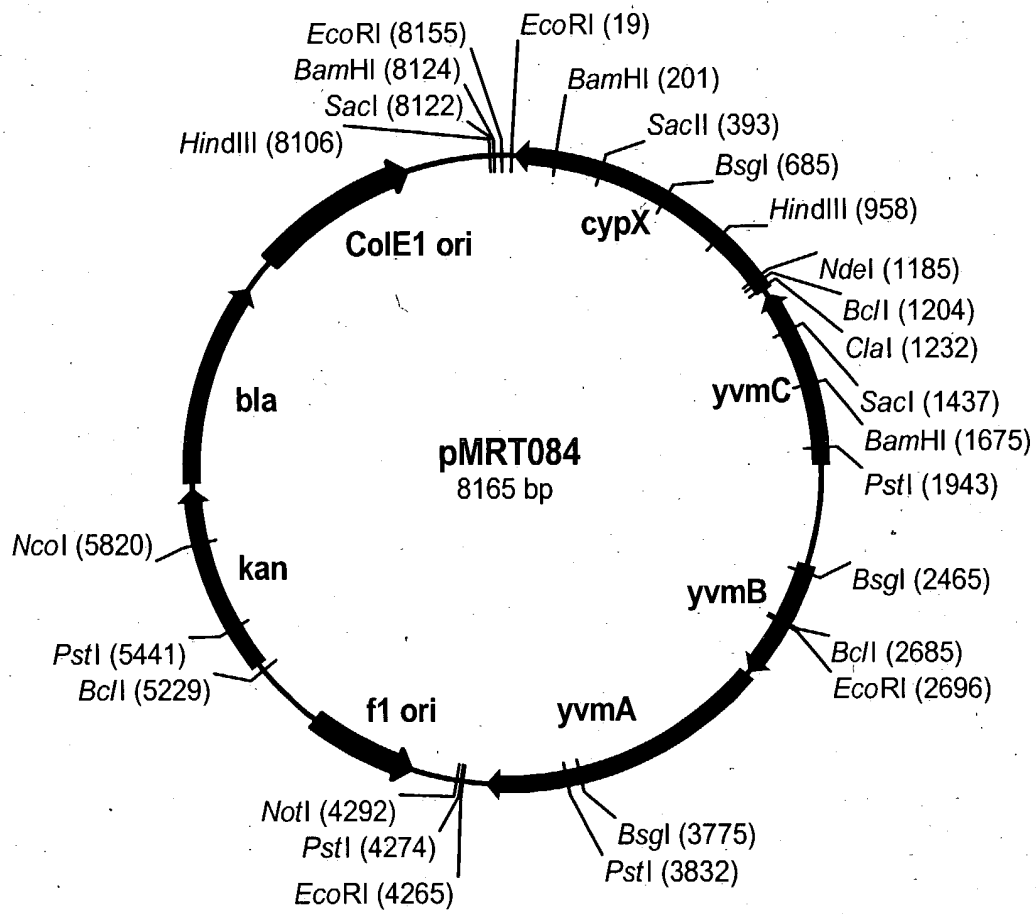 EcoRI (8155)
EcoRI (19)
BamHI (8124)
BamHI (201)
SacI (8122)
SacII (393)
HindIII (8106)
BsgI (685)
HindIII (958)
cypX
ColE1 ori
NdeI (1185)
BclI (1204)
ClaI (1232)
bla
yvmC
SacI (1437)
BamHI (1675)
pMRT084
8165 bp
PstI (1943)
NcoI (5820)
kan
BsgI (2465)
yvmB
PstI (5441)
BclI (2685)
BclI (5229)
EcoRI (2696)
f1 ori
yvmA
NotI (4292)
BsgI (3775)
PstI (4274)
PstI (3832)
EcoRI (4265)